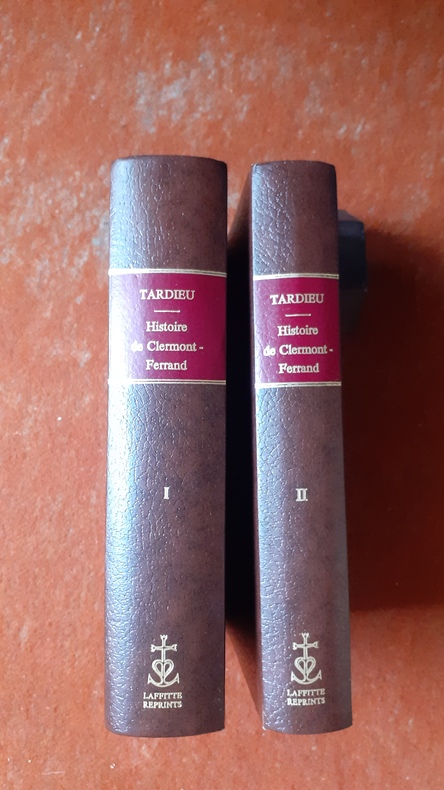 TARDIEU
Histoire
de Clermont-
Ferrand
I
LAFFITTE
REPRINTS
TARDIEU
Histoire
de Clermont-
Ferrand
II
LAFFITTE
REPRINTS